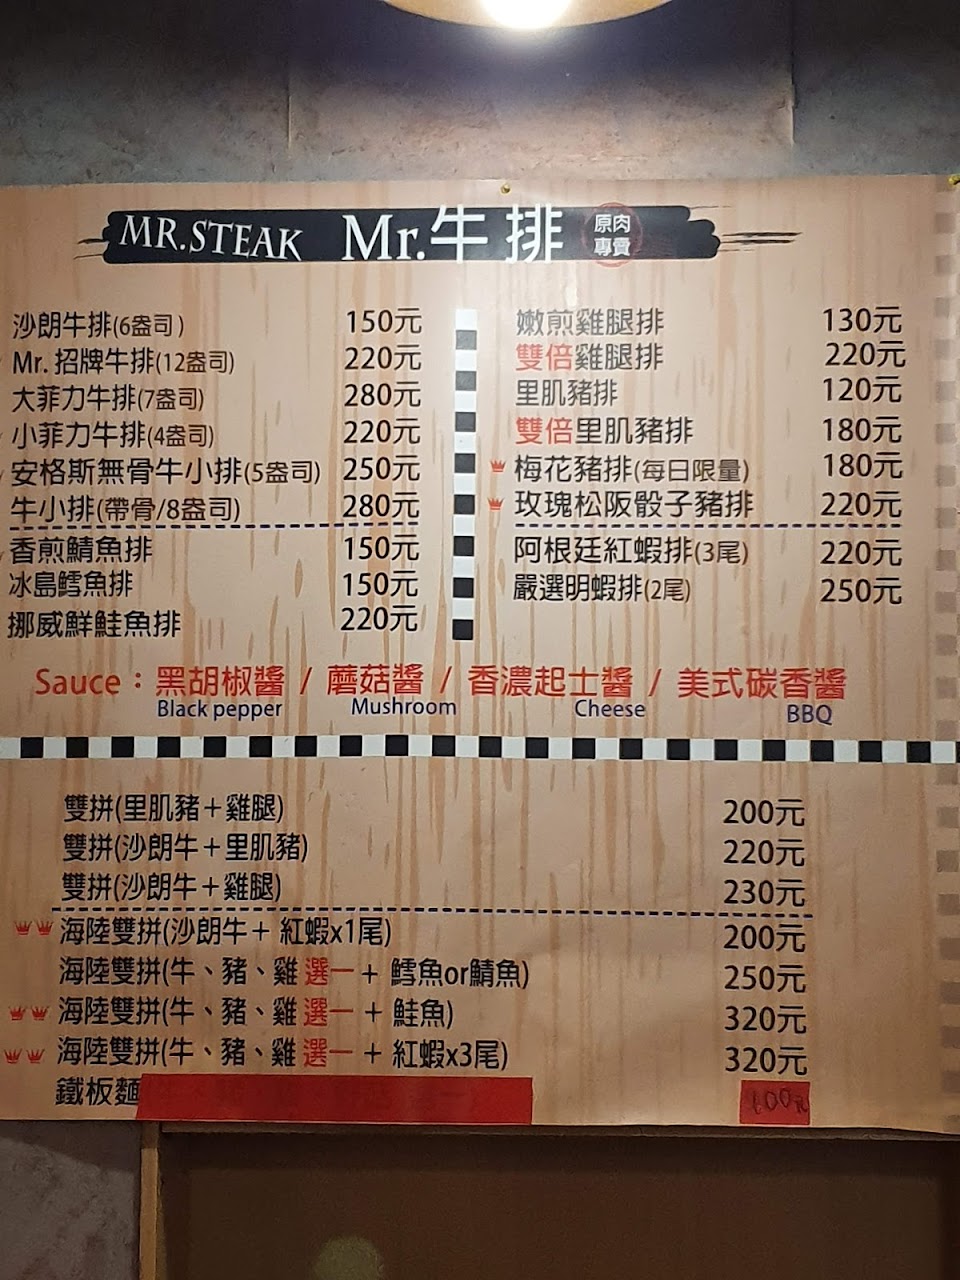 MR.STEAK Mr.牛排 原肉專賣
沙朗牛排(6盎司) 150元
Mr. 招牌牛排(12盎司) 220元
大菲力牛排(7盎司) 280元
小菲力牛排(4盎司) 220元
安格斯無骨牛小排(5盎司) 250元
牛小排(帶骨/8盎司) 280元
香煎鯖魚排 150元
冰島鱈魚排 150元
挪威鮮鮭魚排 220元
嫩煎雞腿排 130元
雙倍雞腿排 220元
里肌豬排 120元
雙倍里肌豬排 180元
梅花豬排(每日限量) 180元
玫瑰松阪骰子豬排 220元
阿根廷紅蝦排(3尾) 220元
嚴選明蝦排(2尾) 250元
Sauce：黑胡椒醬 / 蘑菇醬 / 香濃起士醬 / 美式碳香醬
Black pepper Mushroom Cheese BBQ
雙拼(里肌豬＋雞腿) 200元
雙拼(沙朗牛＋里肌豬) 220元
雙拼(沙朗牛＋雞腿) 230元
海陸雙拼(沙朗牛＋ 紅蝦x1尾) 200元
海陸雙拼(牛、豬、雞 選一 ＋ 鱈魚or鯖魚) 250元
海陸雙拼(牛、豬、雞 選一 ＋ 鮭魚) 320元
海陸雙拼(牛、豬、雞 選一 ＋ 紅蝦x3尾) 320元
鐵板麵